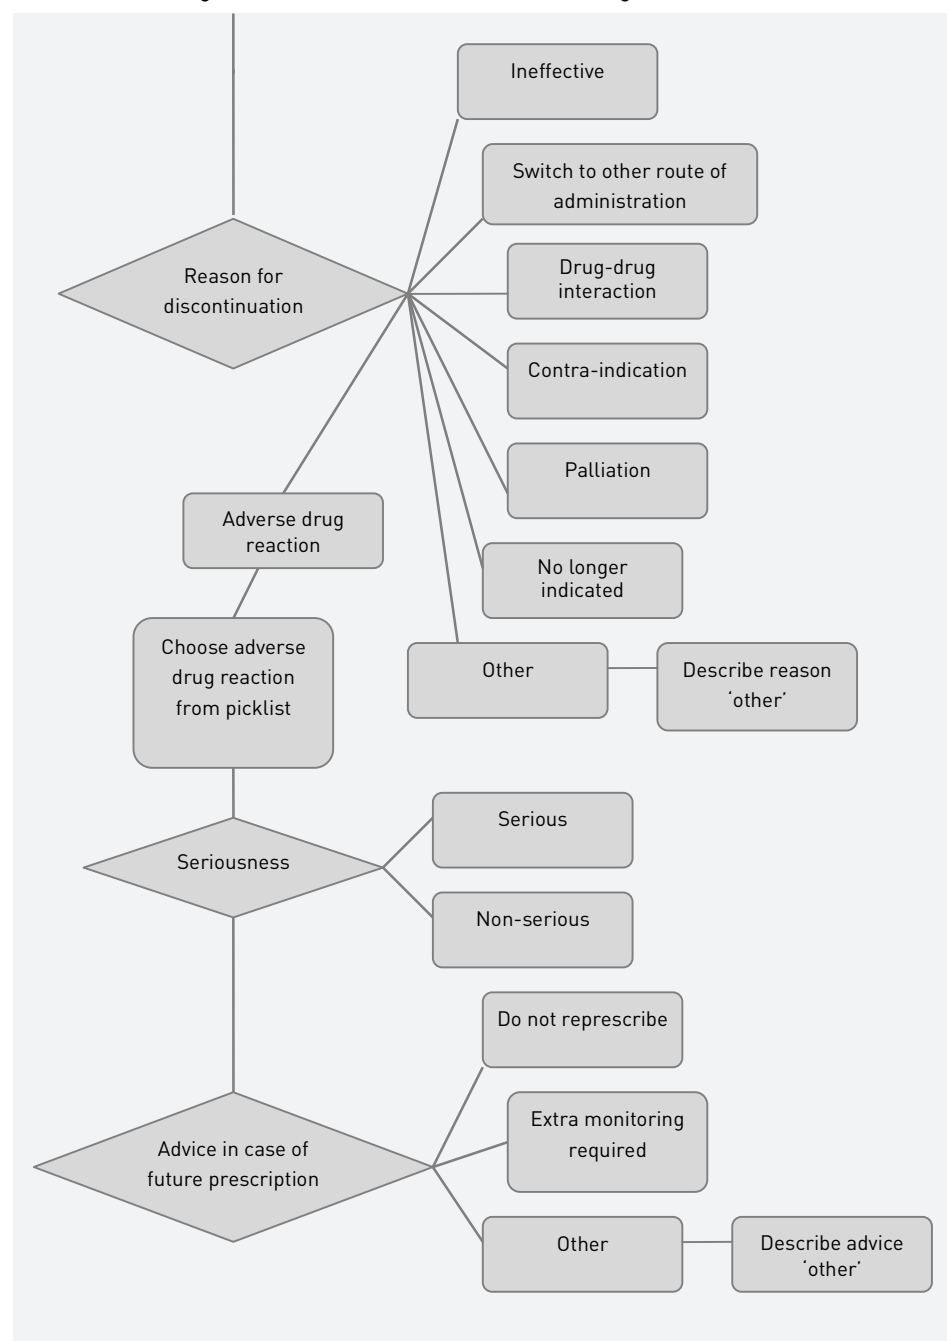 Ineffective
Switch to other route of
administration
Reason for
discontinuation
Drug-drug
interaction
Contra-indication
Palliation
Adverse drug
reaction
No longer
indicated
Choose adverse
drug reaction
from picklist
Other
Describe reason
‘other’
Seriousness
Serious
Non-serious
Do not represcribe
Advice in case of
future prescription
Extra monitoring
required
Other
Describe advice
‘other’